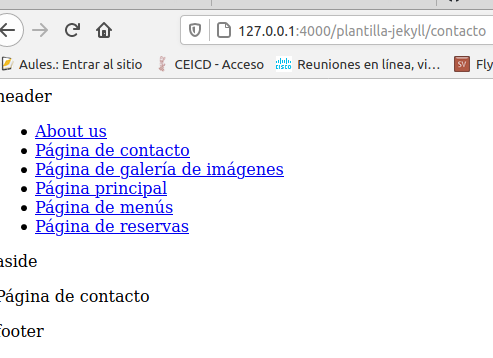 127.0.0.1:4000/plantilla-jekyll/contacto
Aules.: Entrar al sitio CEICD - Acceso Reuniones en línea, vi... Fly
header
About us
Página de contacto
Página de galería de imágenes
Página principal
Página de menús
Página de reservas
aside
Página de contacto
footer